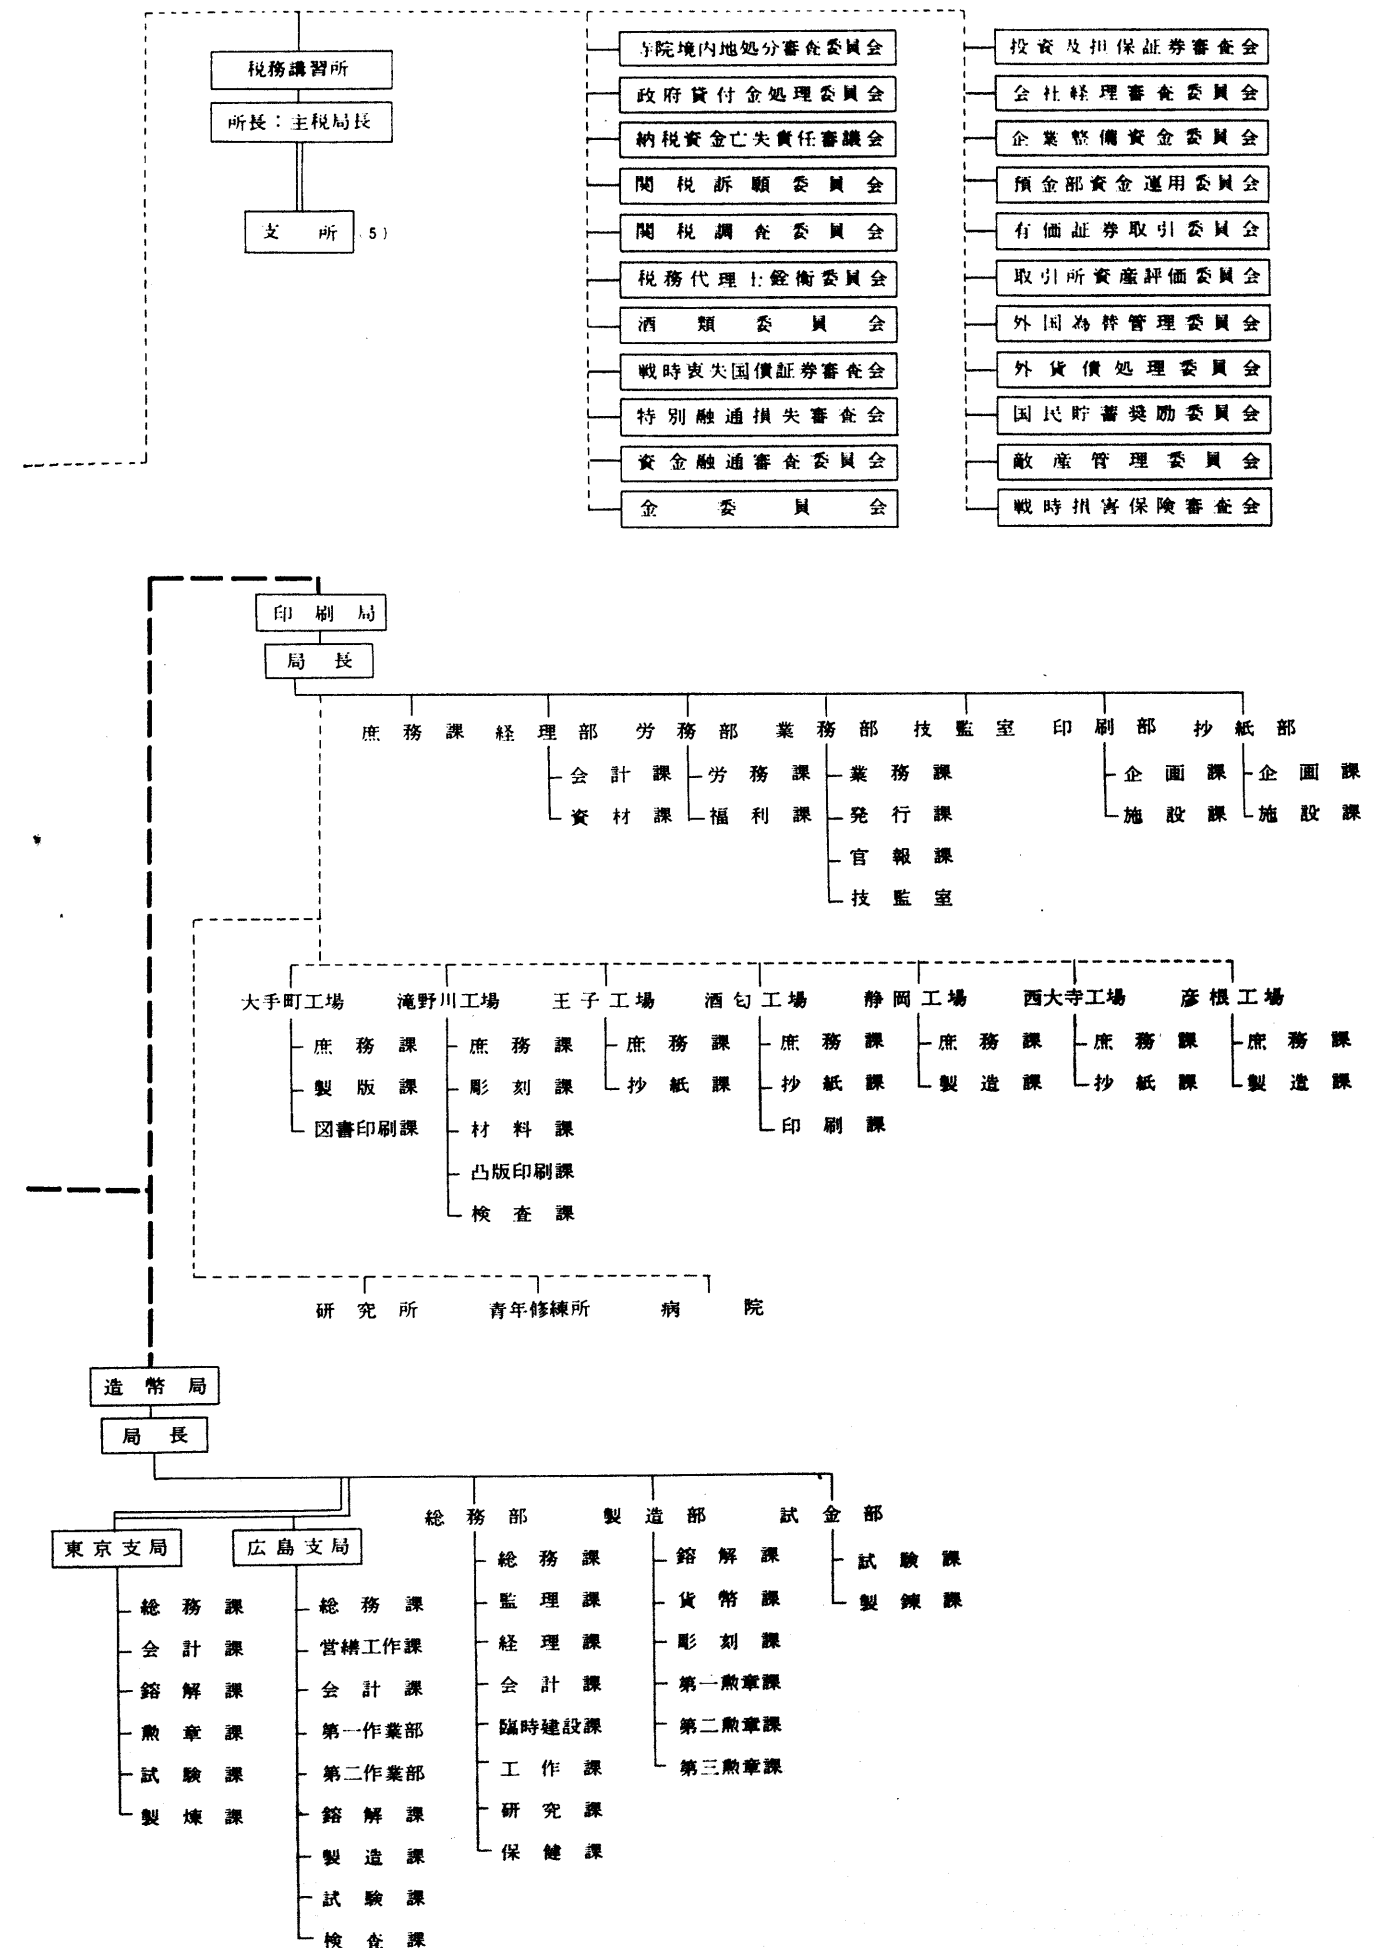 税務講習所
所長：主税局長
支所 (5)
寺院境内地処分審査委員会
政府貸付金処理委員会
納税資金亡失責任審議会
関税訴願委員会
関税調査委員会
税務代理士銓衡委員会
酒類委員会
戦時喪失国債証券審査会
特別融通損失審査会
資金融通審査委員会
金委員会
投資及担保証券審査会
会社経理審査委員会
企業整備資金委員会
預金部資金運用委員会
有価証券取引委員会
取引所資産評価委員会
外国為替管理委員会
外貨債処理委員会
国民貯蓄奨励委員会
敵産管理委員会
戦時損害保険審査会
印刷局
局長
庶務課 経理部 労務部 業務部 技監室 印刷部 抄紙部
会計課 労務課 業務課 企画課 企画課
資材課 福利課 発行課 施設課 施設課
官報課
技監室
大手町工場 滝野川工場 王子工場 酒匂工場 静岡工場 西大寺工場 彦根工場
庶務課 庶務課 庶務課 庶務課 庶務課 庶務課 庶務課
製版課 彫刻課 抄紙課 抄紙課 製造課 抄紙課 製造課
図書印刷課 材料課 印刷課
凸版印刷課
検査課
研究所 青年修練所 病院
造幣局
局長
総務部 製造部 試金部
東京支局 広島支局
総務課
会計課
鎔解課
勲章課
試験課
製煉課
総務課
営繕工作課
会計課
第一作業部
第二作業部
鎔解課
製造課
試験課
検査課
総務課
監理課
経理課
会計課
臨時建設課
工作課
研究課
保健課
鎔解課
貨幣課
彫刻課
第一勲章課
第二勲章課
第三勲章課
試験課
製錬課